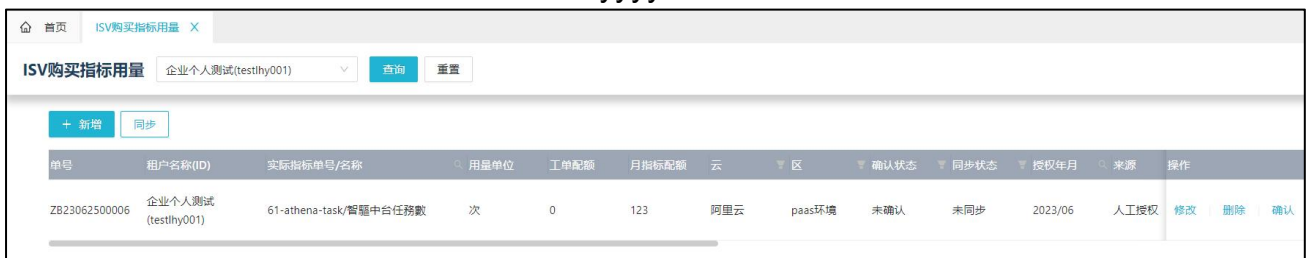 首页 ISV购买指标用量 X
ISV购买指标用量 企业个人测试(testlhy001) 查询 重置
+ 新增 同步
单号 租户名称(ID) 实际指标单号/名称 用量单位 工单配额 月指标配额 云 区 确认状态 同步状态 授权年月 来源 操作
ZB23062500006 企业个人测试(testlhy001) 61-athena-task/智驅中台任務數 次 0 123 阿里云 paas环境 未确认 未同步 2023/06 人工授权 修改 删除 确认